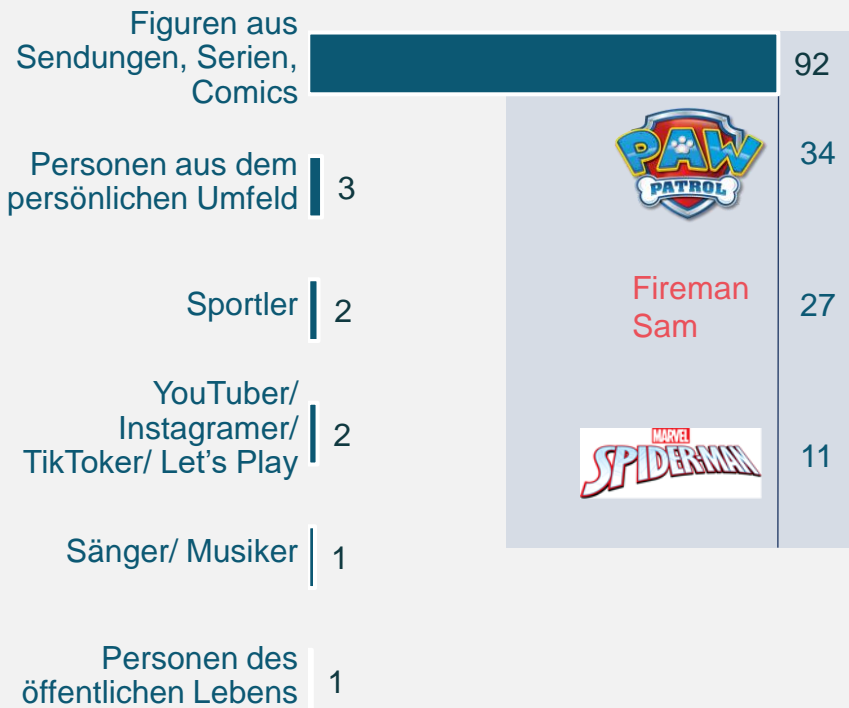 Figuren aus
Sendungen, Serien,
Comics
92
PAW
PATROL
34
Personen aus dem
persönlichen Umfeld
3
Sportler
2
Fireman
Sam
27
YouTuber/
Instagramer/
TikToker/ Let's Play
2
MARVEL
SPIDER-MAN
11
Sänger/ Musiker
1
Personen des
öffentlichen Lebens
1